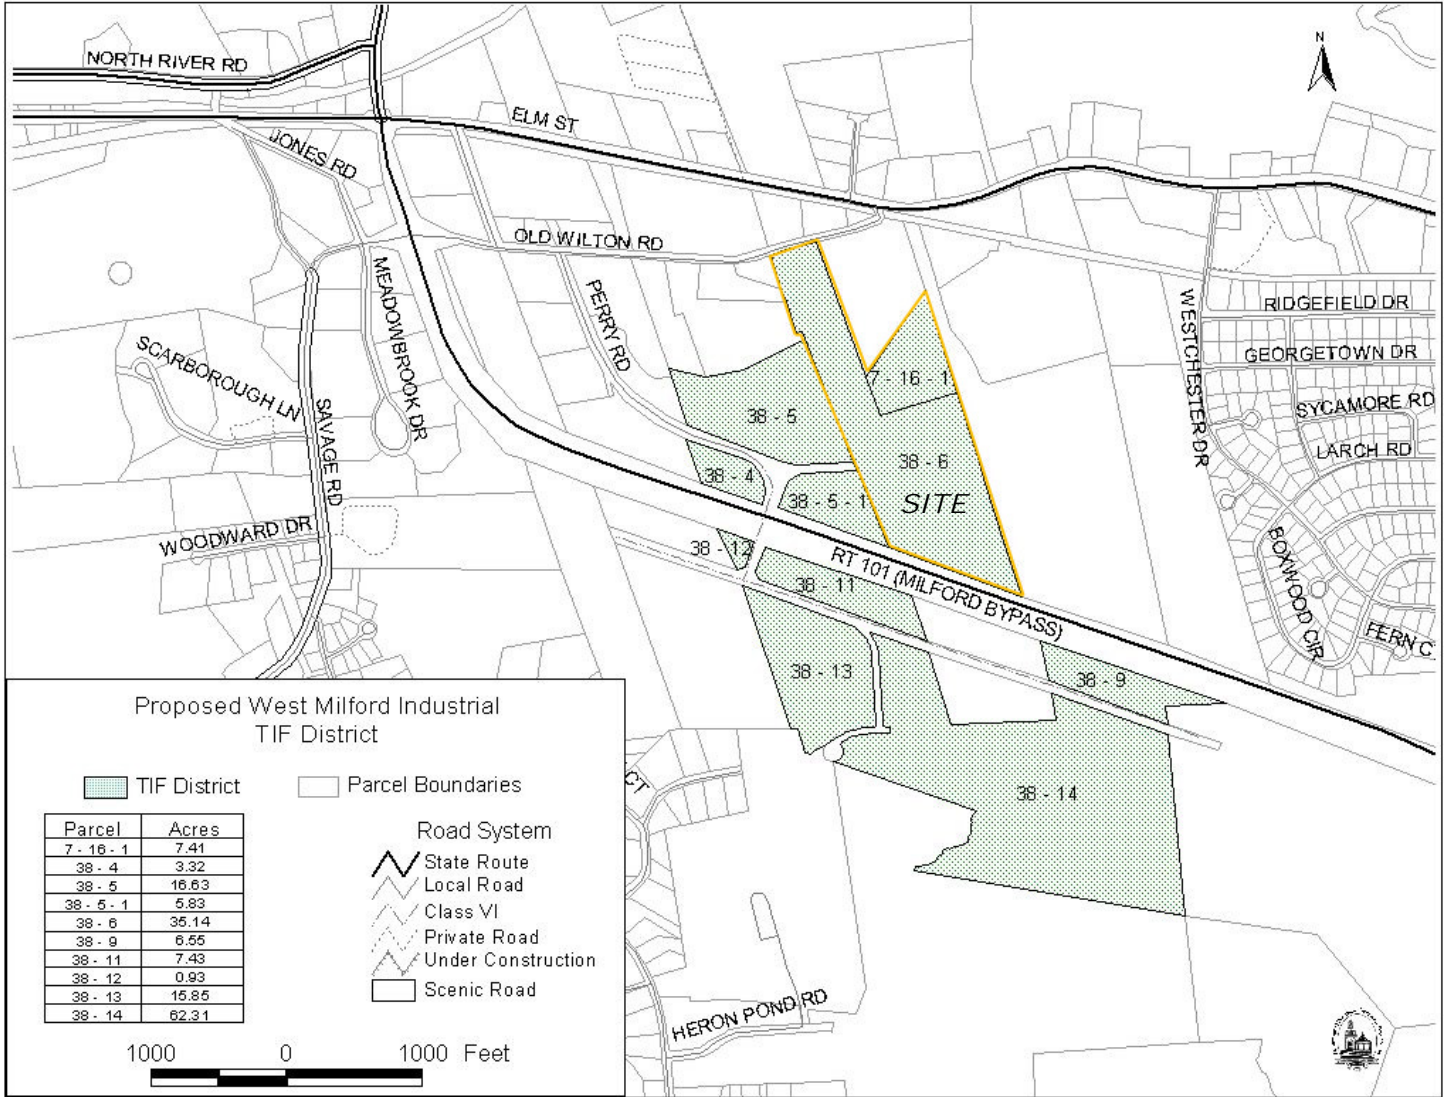 N
NORTH RIVER RD
ELM ST
JONES RD
OLD WILTON RD
MEADOWBROOK DR
PERRY RD
WESTCHESTER DR
RIDGEFIELD DR
GEORGETOWN DR
SYCAMORE RD
LARCH RD
SCARBOROUGH LN
SAVAGE RD
WOODWARD DR
7 - 16 - 1
38 - 5
38 - 6
SITE
38 - 4
38 - 5 - 1
38 - 12
38 - 11
RT 101 (MILFORD BYPASS)
BOXWOOD CIR
FERN C
38 - 13
38 - 9
38 - 14
CT
HERON POND RD
Proposed West Milford Industrial
TIF District
TIF District
Parcel Boundaries
Parcel Acres
7 - 16 - 1 7.41
38 - 4 3.32
38 - 5 16.63
38 - 5 - 1 5.83
38 - 6 35.14
38 - 9 6.55
38 - 11 7.43
38 - 12 0.93
38 - 13 15.85
38 - 14 62.31
Road System
State Route
Local Road
Class VI
Private Road
Under Construction
Scenic Road
1000 0 1000 Feet